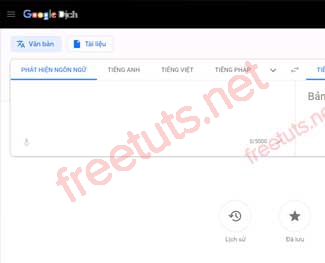 Google Dịch
Văn bản
Tài liệu
PHÁT HIỆN NGÔN NGỮ TIẾNG ANH TIẾNG VIỆT TIẾNG PHÁP
Bản
0/5000
freetuts.net
freetuts.net
Lịch sử
Đã lưu